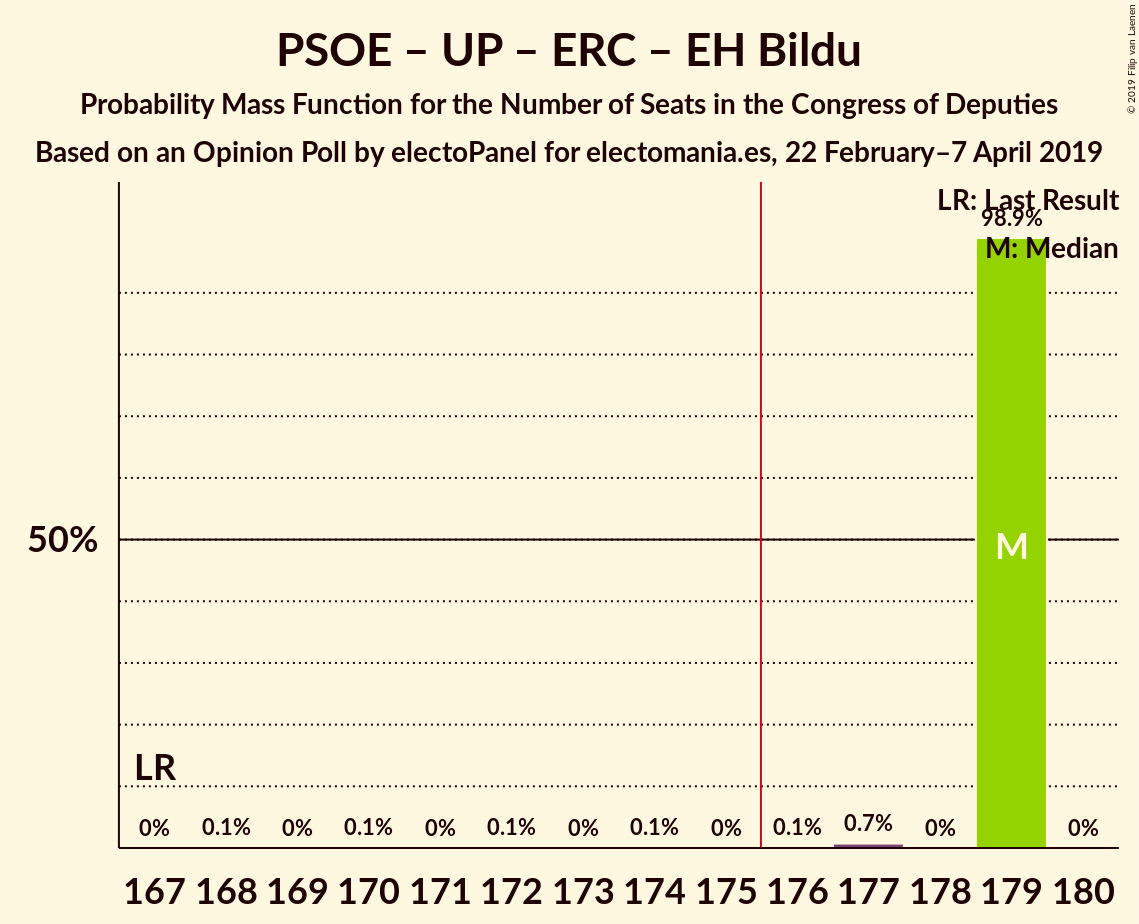 PSOE – UP – ERC – EH Bildu
Probability Mass Function for the Number of Seats in the Congress of Deputies
Based on an Opinion Poll by electoPanel for electomania.es, 22 February–7 April 2019
© 2019 Filip van Laenen
LR: Last Result
98.9%
M: Median
50%
M
LR
0% 0.1% 0% 0.1% 0% 0.1% 0% 0.1% 0% 0.1% 0.7% 0% 0%
167 168 169 170 171 172 173 174 175 176 177 178 179 180